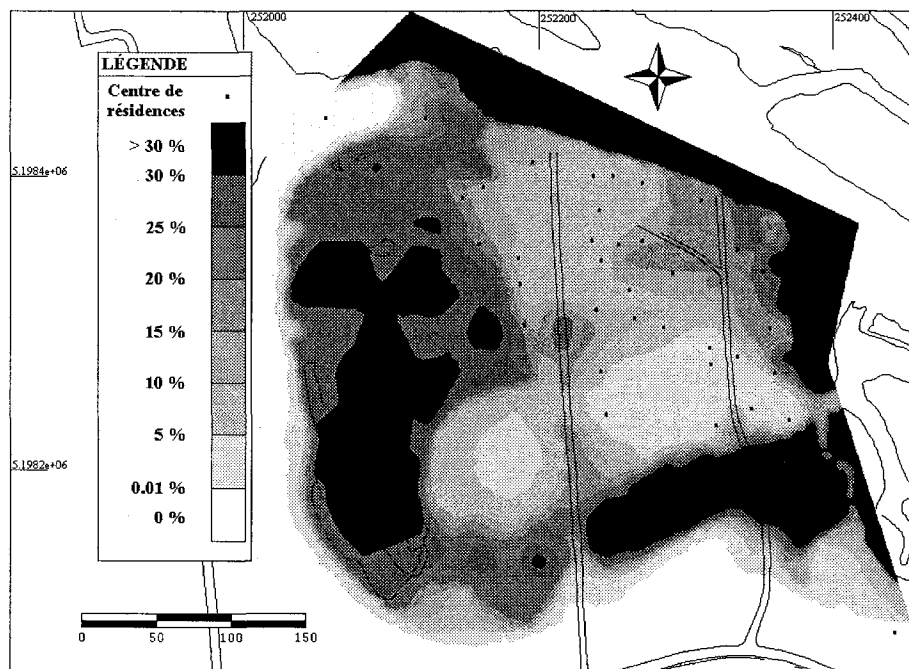 252000
252200
252400
LÉGENDE
Centre de
résidences
> 30 %
30 %
25 %
20 %
15 %
10 %
5 %
0.01 %
0 %
5.1984e+06
5.1982e+06
0 50 100 150